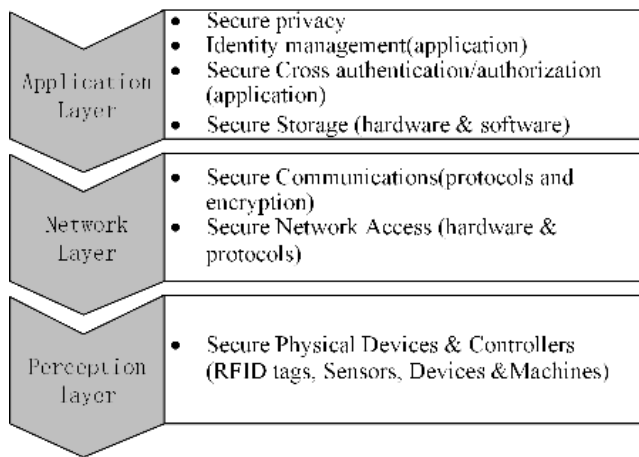 Application
Layer
• Secure privacy
• Identity management(application)
• Secure Cross authentication/authorization
(application)
• Secure Storage (hardware & software)
Network
Layer
• Secure Communications(protocols and
encryption)
• Secure Network Access (hardware &
protocols)
Perception
layer
• Secure Physical Devices & Controllers
(RFID tags, Sensors, Devices &Machines)